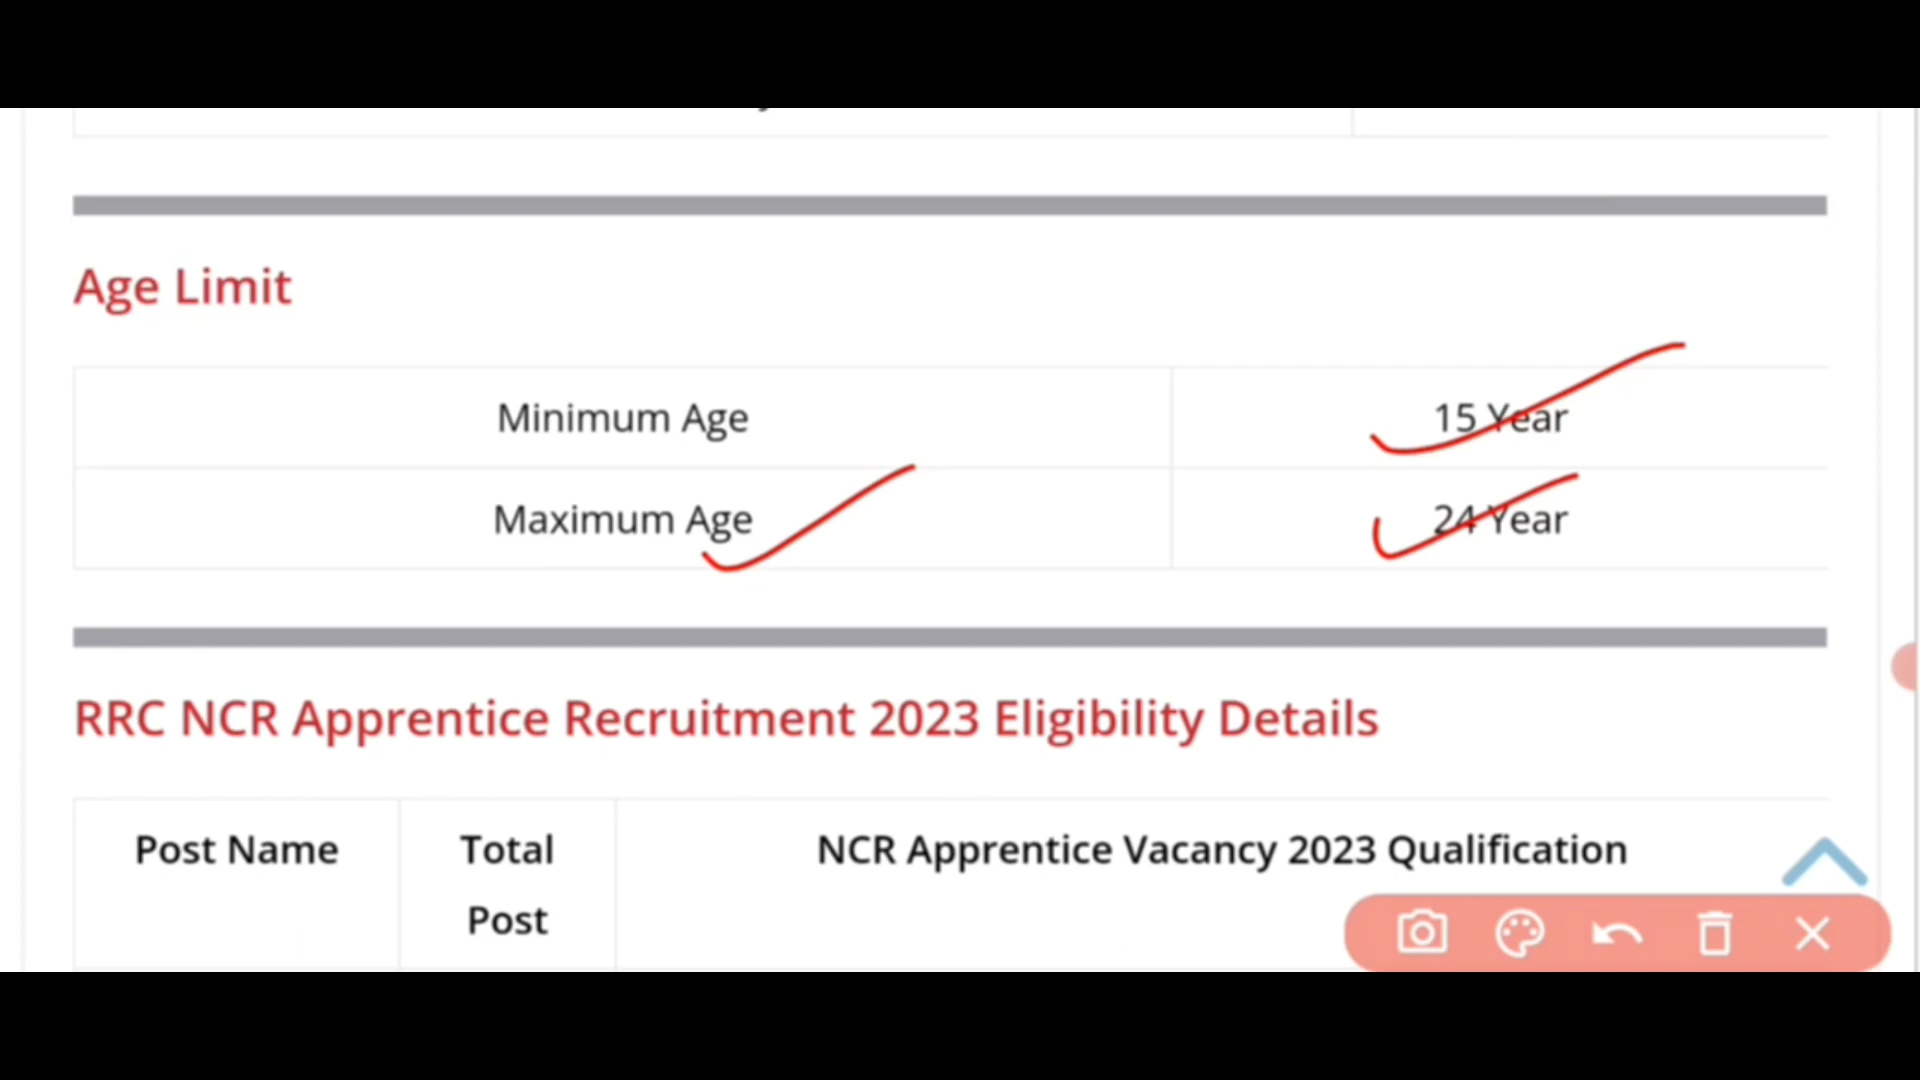 Age Limit
Minimum Age 15 Year
Maximum Age 24 Year
RRC NCR Apprentice Recruitment 2023 Eligibility Details
Post Name Total Post NCR Apprentice Vacancy 2023 Qualification